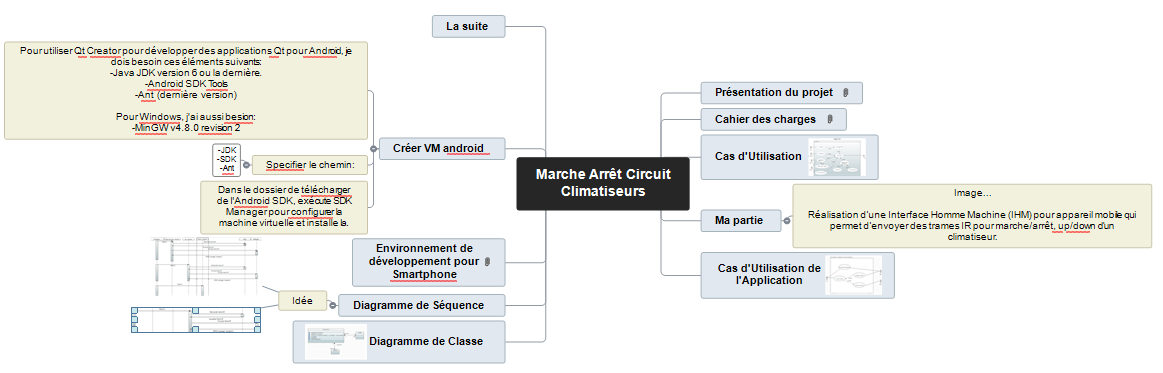 La suite
Pour utiliser Qt Creator pour développer des applications Qt pour Android, je
dois besoin ces éléments suivants:
-Java JDK version 6 ou la dernière.
-Android SDK Tools
-Ant (dernière version)
Pour Windows, j'ai aussi besion:
-MinGW v4.8.0 revision 2
Créer VM android
-JDK
-SDK
-Ant
Specifier le chemin:
Dans le dossier de télécharger
de l'Android SDK, exécute SDK
Manager pour configurer la
machine virtuelle et installe la.
Environnement de
développement pour
Smartphone
Idée
Diagramme de Séquence
Diagramme de Classe
Marche Arrêt Circuit
Climatiseurs
Présentation du projet
Cahier des charges
Cas d'Utilisation
Ma partie
Image...
Réalisation d'une Interface Homme Machine (IHM) pour appareil mobile qui
permet d'envoyer des trames IR pour marche/arrêt, up/down d'un
climatiseur.
Cas d'Utilisation de
l'Application